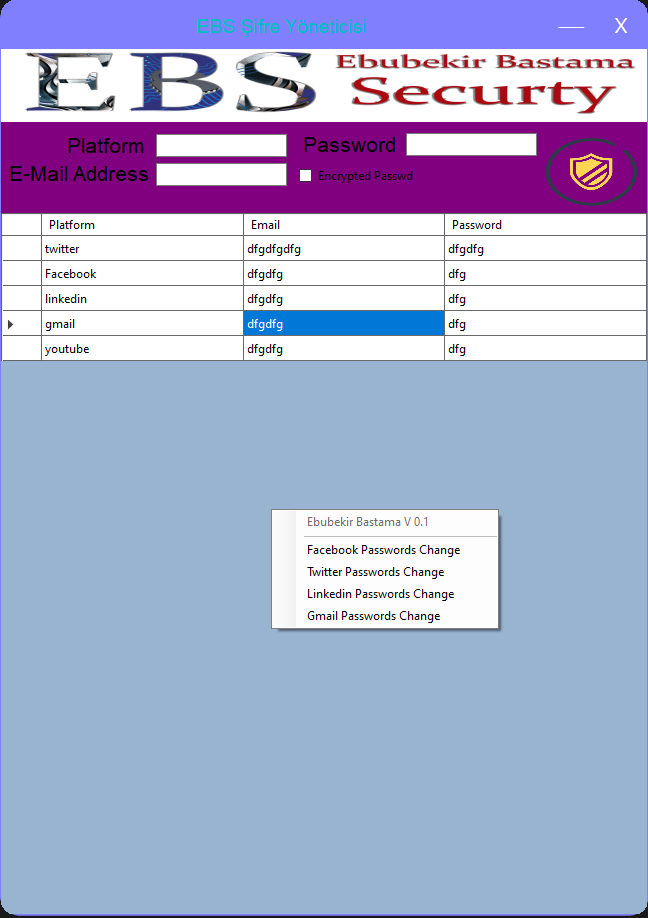 EBS Şifre Yöneticisi
X
EBS
Ebubekir Bastama
Securty
Platform
Password
E-Mail Address
Encrypted Passwd
Platform Email Password
twitter dfgdfgdfg dfgdfg
Facebook dfgdfg dfg
linkedin dfgdfg dfg
gmail dfgdfg dfg
youtube dfgdfg dfg
Ebubekir Bastama V 0.1
Facebook Passwords Change
Twitter Passwords Change
Linkedin Passwords Change
Gmail Passwords Change